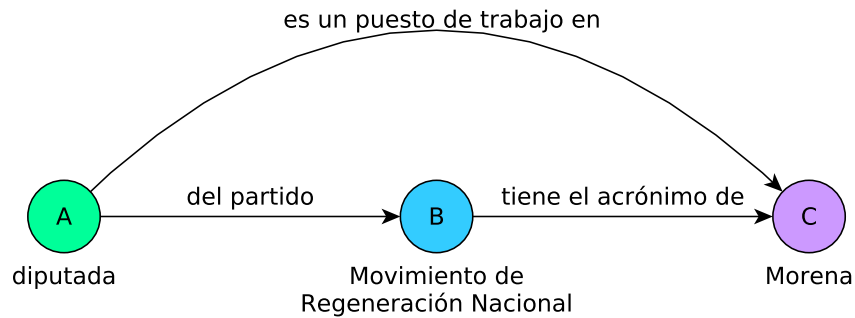 es un puesto de trabajo en
del partido
tiene el acrónimo de
A
B
C
diputada
Movimiento de
Regeneración Nacional
Morena